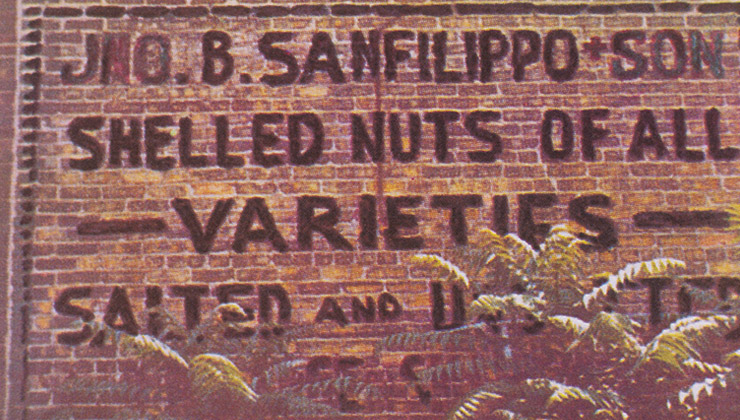 JNO. B. SANFILIPPO + SON
SHELLED NUTS OF ALL
— VARIETIES —
SALTED AND